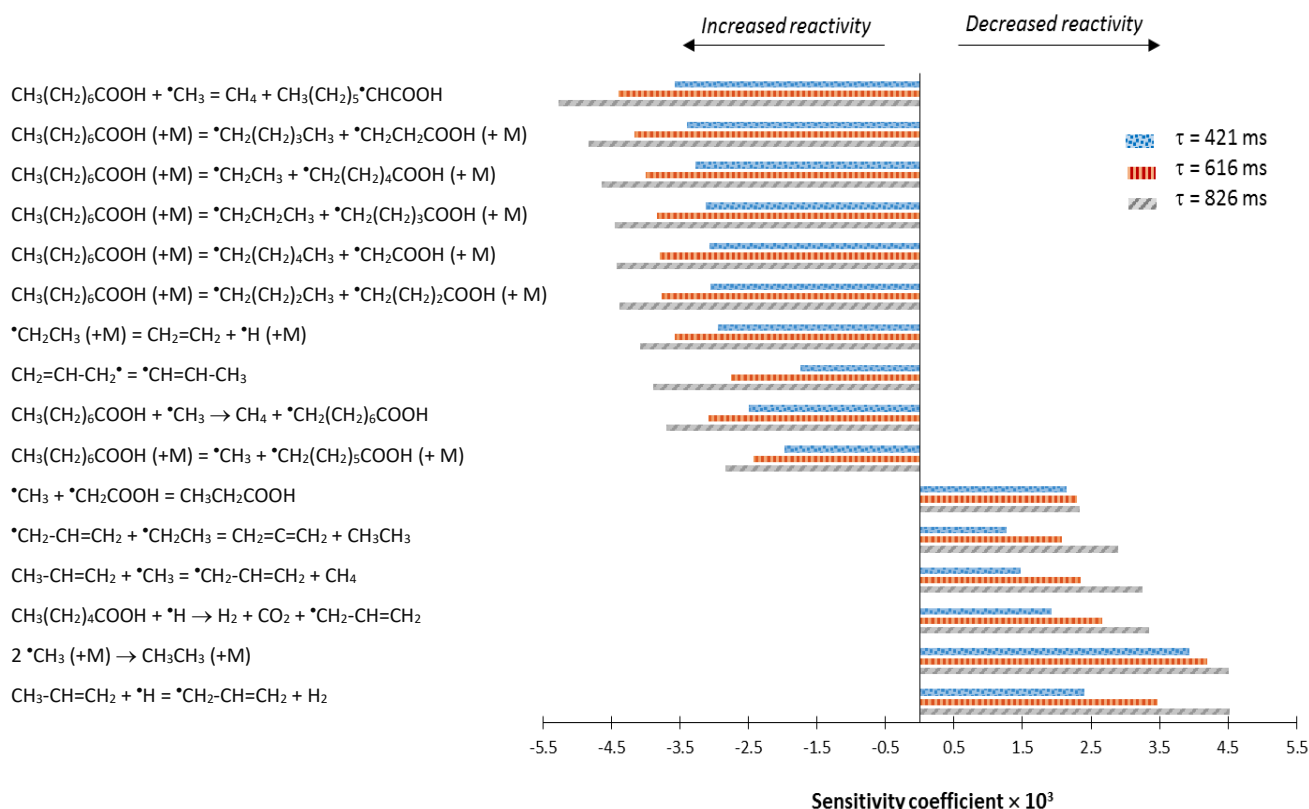 Increased reactivity
Decreased reactivity
CH₃(CH₂)₆COOH + •CH₃ = CH₄ + CH₃(CH₂)₅•CHCOOH
CH₃(CH₂)₆COOH (+M) = •CH₂(CH₂)₃CH₃ + •CH₂CH₂COOH (+ M)
CH₃(CH₂)₆COOH (+M) = •CH₂CH₃ + •CH₂(CH₂)₄COOH (+ M)
CH₃(CH₂)₆COOH (+M) = •CH₂CH₂CH₃ + •CH₂(CH₂)₃COOH (+ M)
CH₃(CH₂)₆COOH (+M) = •CH₂(CH₂)₄CH₃ + •CH₂COOH (+ M)
CH₃(CH₂)₆COOH (+M) = •CH₂(CH₂)₂CH₃ + •CH₂(CH₂)₂COOH (+ M)
•CH₂CH₃ (+M) = CH₂=CH₂ + •H (+M)
CH₂=CH-CH₂• = •CH=CH-CH₃
CH₃(CH₂)₆COOH + •CH₃ → CH₄ + •CH₂(CH₂)₆COOH
CH₃(CH₂)₆COOH (+M) = •CH₃ + •CH₂(CH₂)₅COOH (+ M)
•CH₃ + •CH₂COOH = CH₃CH₂COOH
•CH₂-CH=CH₂ + •CH₂CH₃ = CH₂=C=CH₂ + CH₃CH₃
CH₃-CH=CH₂ + •CH₃ = •CH₂-CH=CH₂ + CH₄
CH₃(CH₂)₄COOH + •H → H₂ + CO₂ + •CH₂-CH=CH₂
2 •CH₃ (+M) → CH₃CH₃ (+M)
CH₃-CH=CH₂ + •H = •CH₂-CH=CH₂ + H₂
τ = 421 ms
τ = 616 ms
τ = 826 ms
-5.5 -4.5 -3.5 -2.5 -1.5 -0.5 0.5 1.5 2.5 3.5 4.5 5.5
Sensitivity coefficient × 10³